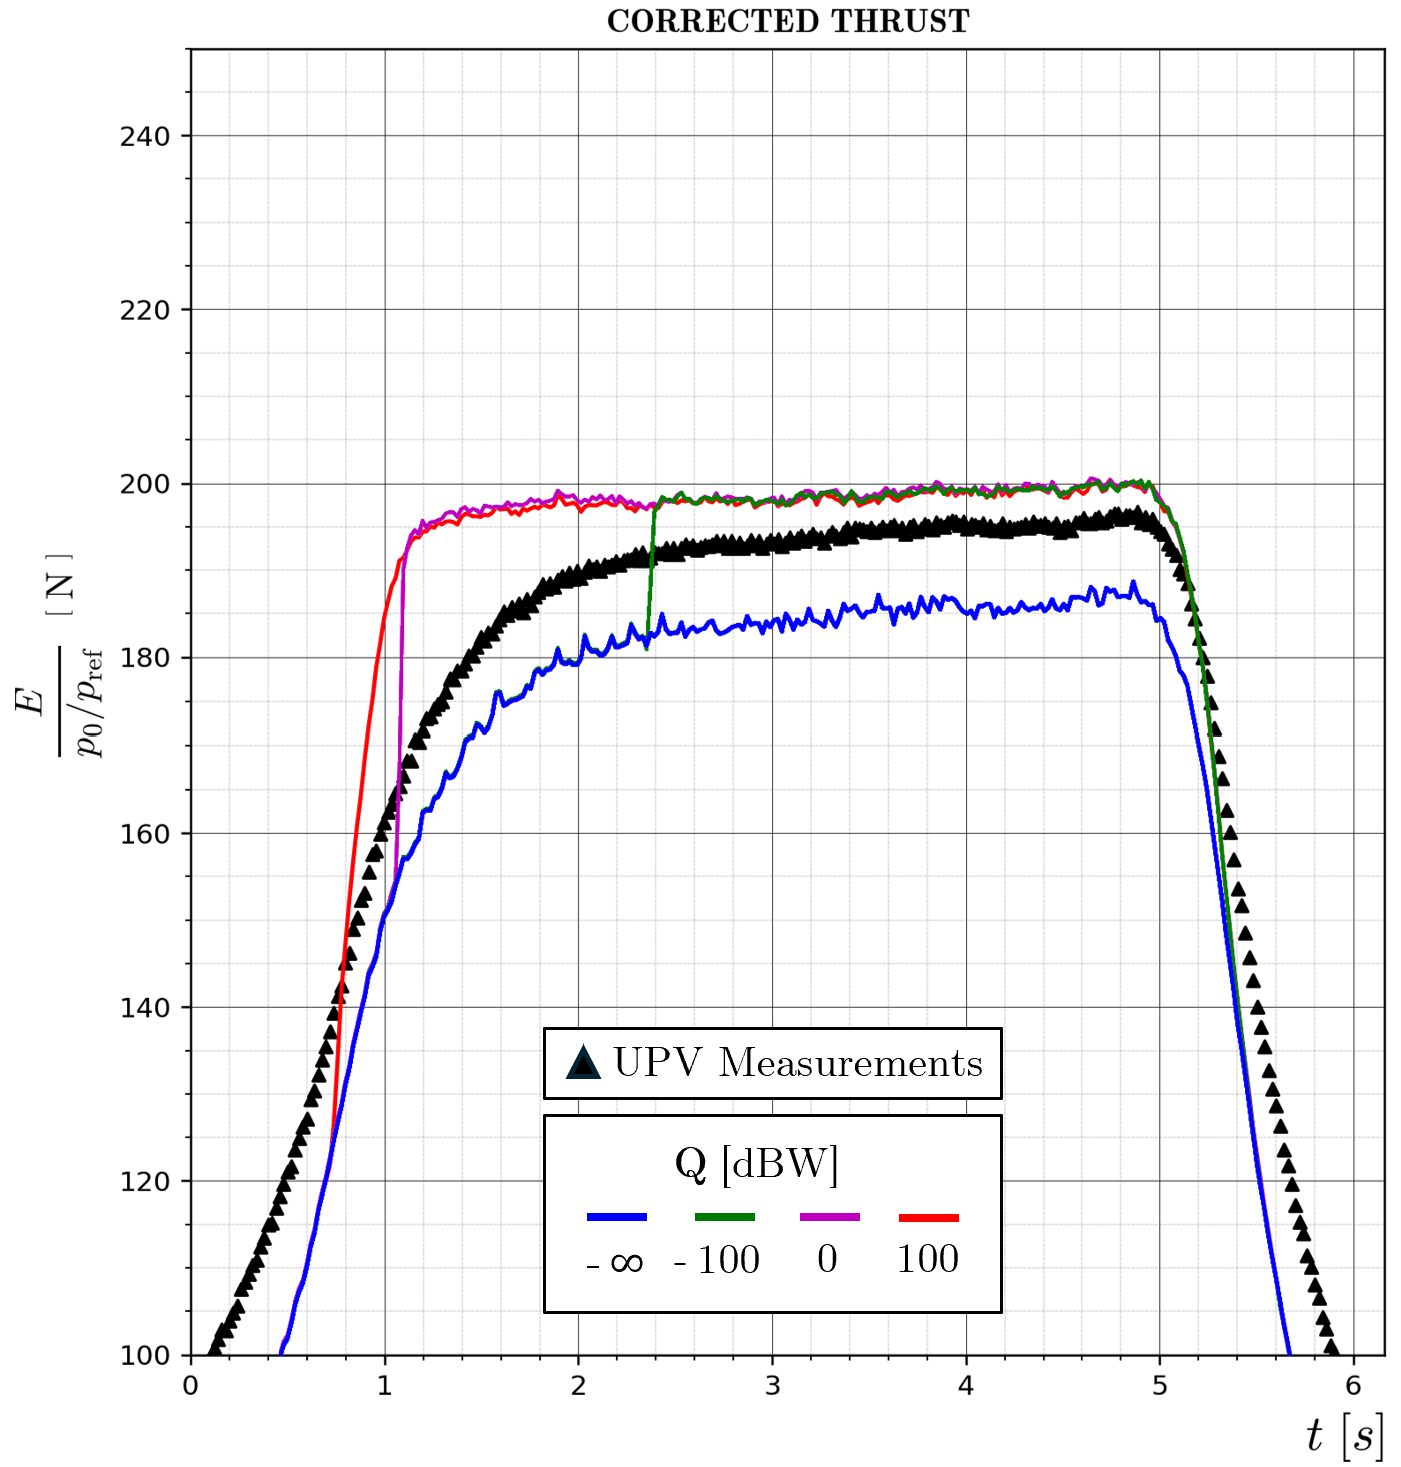 CORRECTED THRUST
240
220
200
180
160
140
120
100
E
p₀/p_ref
[ N ]
UPV Measurements
Q [dBW]
- ∞ - 100 0 100
0 1 2 3 4 5 6
t [s]